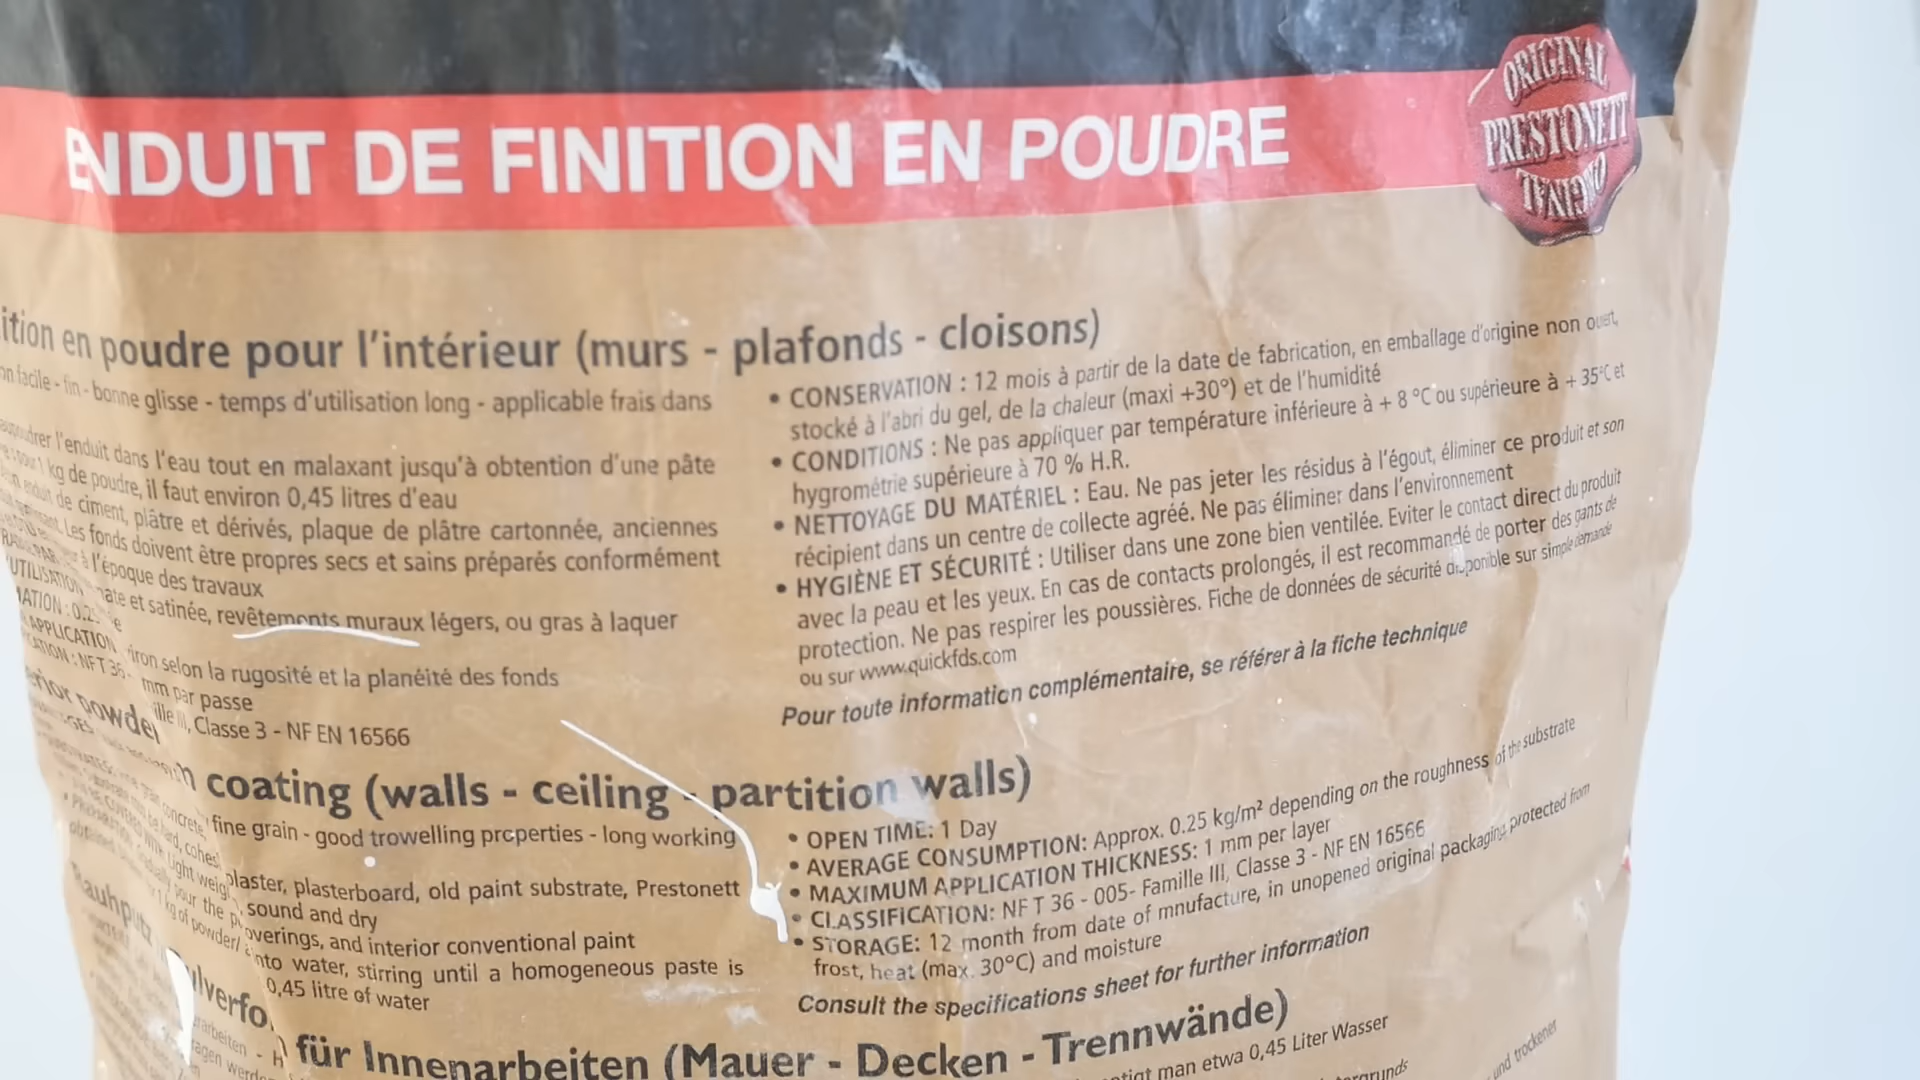 ORIGINAL
PRESTONETT
ENDUIT DE FINITION EN POUDRE
ition en poudre pour l'intérieur (murs - plafonds - cloisons)
facile - fin - bonne glisse - temps d'utilisation long - applicable frais dans
l'enduit dans l'eau tout en malaxant jusqu'à obtention d'une pâte
1 kg de poudre, il faut environ 0,45 litres d'eau
enduit de ciment, plâtre et dérivés, plaque de plâtre cartonnée, anciennes
Les fonds doivent être propres secs et sains préparés conformément
à l'époque des travaux
et satinée, revêtements muraux légers, ou gras à laquer
selon la rugosité et la planéité des fonds
mm par passe
Classe 3 - NF EN 16566
• CONSERVATION : 12 mois à partir de la date de fabrication, en emballage d'origine non
stocké à l'abri du gel, de la chaleur (maxi +30°) et de l'humidité
• CONDITIONS : Ne pas appliquer par température inférieure à + 8 °C ou supérieure à + 35°C et
hygrométrie supérieure à 70 % H.R.
• NETTOYAGE DU MATÉRIEL : Eau. Ne pas jeter les résidus à l'égout, éliminer ce produit et son
récipient dans un centre de collecte agréé. Ne pas éliminer dans l'environnement
• HYGIÈNE ET SÉCURITÉ : Utiliser dans une zone bien ventilée. Eviter le contact direct du produit
avec la peau et les yeux. En cas de contacts prolongés, il est recommandé de porter des gants de
protection. Ne pas respirer les poussières. Fiche de données de sécurité disponible sur simple demande
ou sur www.quickfds.com
Pour toute information complémentaire, se référer à la fiche technique
coating (walls - ceiling - partition walls)
fine grain - good trowelling properties - long working
plaster, plasterboard, old paint substrate, Prestonett
sound and dry
and interior conventional paint
into water, stirring until a homogeneous paste is
0,45 litre of water
• OPEN TIME: 1 Day
• AVERAGE CONSUMPTION: Approx. 0.25 kg/m² depending on the roughness of the substrate
• MAXIMUM APPLICATION THICKNESS: 1 mm per layer
• CLASSIFICATION: NF T 36 - 005- Famille III, Classe 3 - NF EN 16566
• STORAGE: 12 month from date of mnufacture, in unopened original packaging, protected from
frost, heat (max. 30°C) and moisture
Consult the specifications sheet for further information
für Innenarbeiten (Mauer - Decken - Trennwände)
man etwa 0,45 Liter Wasser
und trockener